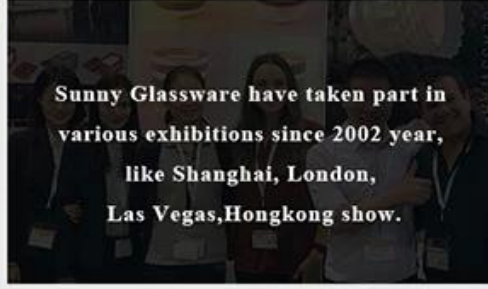 Sunny Glassware have taken part in
various exhibitions since 2002 year,
like Shanghai, London,
Las Vegas,Hongkong show.